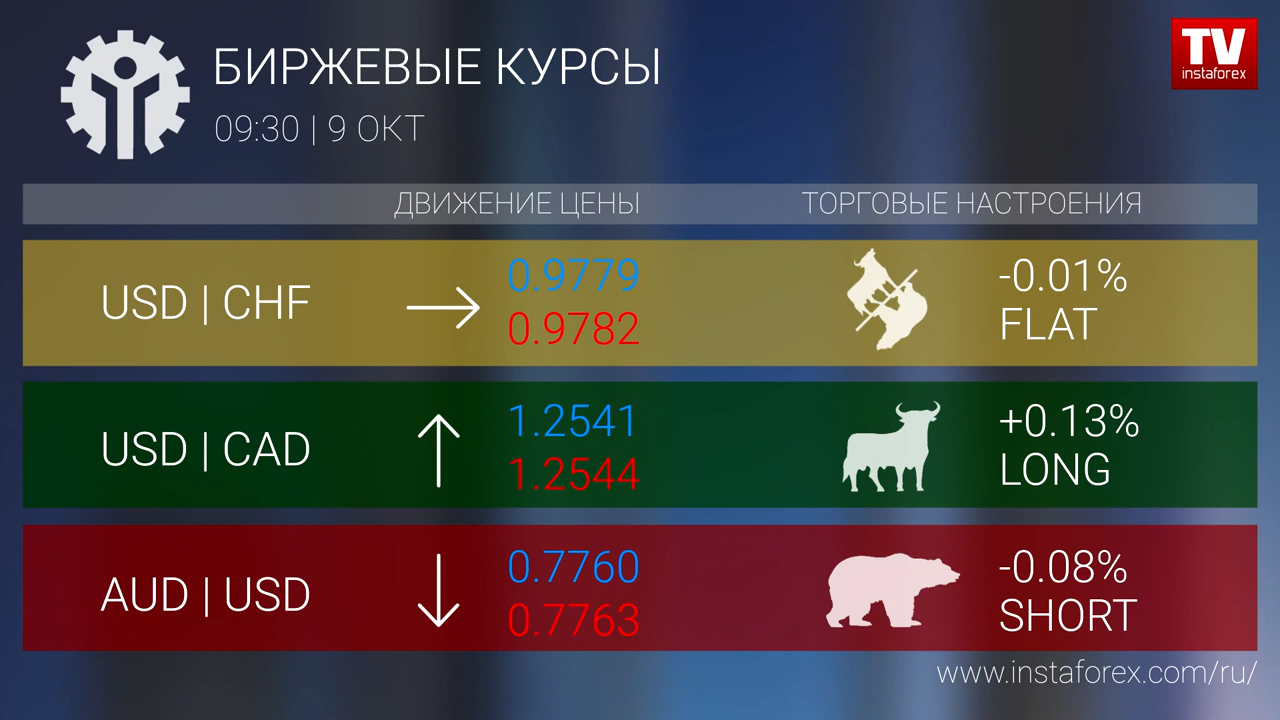 БИРЖЕВЫЕ КУРСЫ
09:30 | 9 ОКТ
TV
instaforex
ДВИЖЕНИЕ ЦЕНЫ ТОРГОВЫЕ НАСТРОЕНИЯ
USD | CHF
0.9779
0.9782
-0.01%
FLAT
USD | CAD
1.2541
1.2544
+0.13%
LONG
AUD | USD
0.7760
0.7763
-0.08%
SHORT
www.instaforex.com/ru/